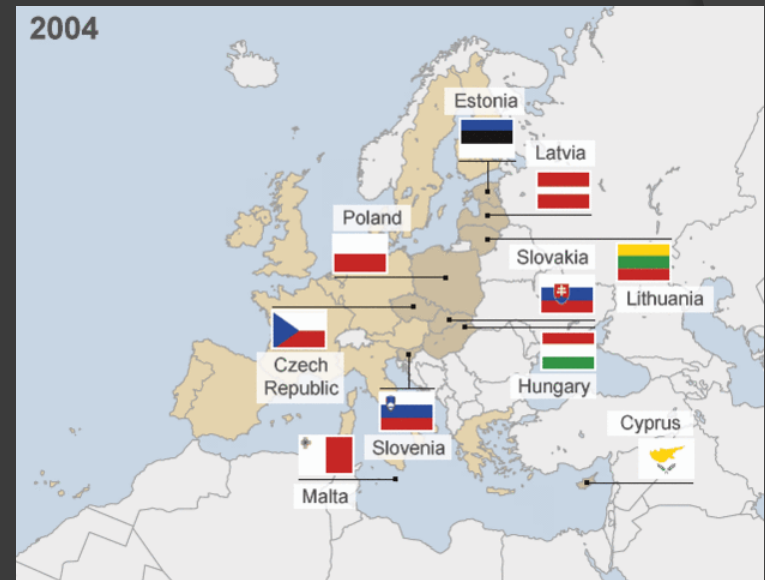 2004
Estonia
Latvia
Poland
Slovakia
Lithuania
Czech
Republic
Hungary
Slovenia
Cyprus
Malta